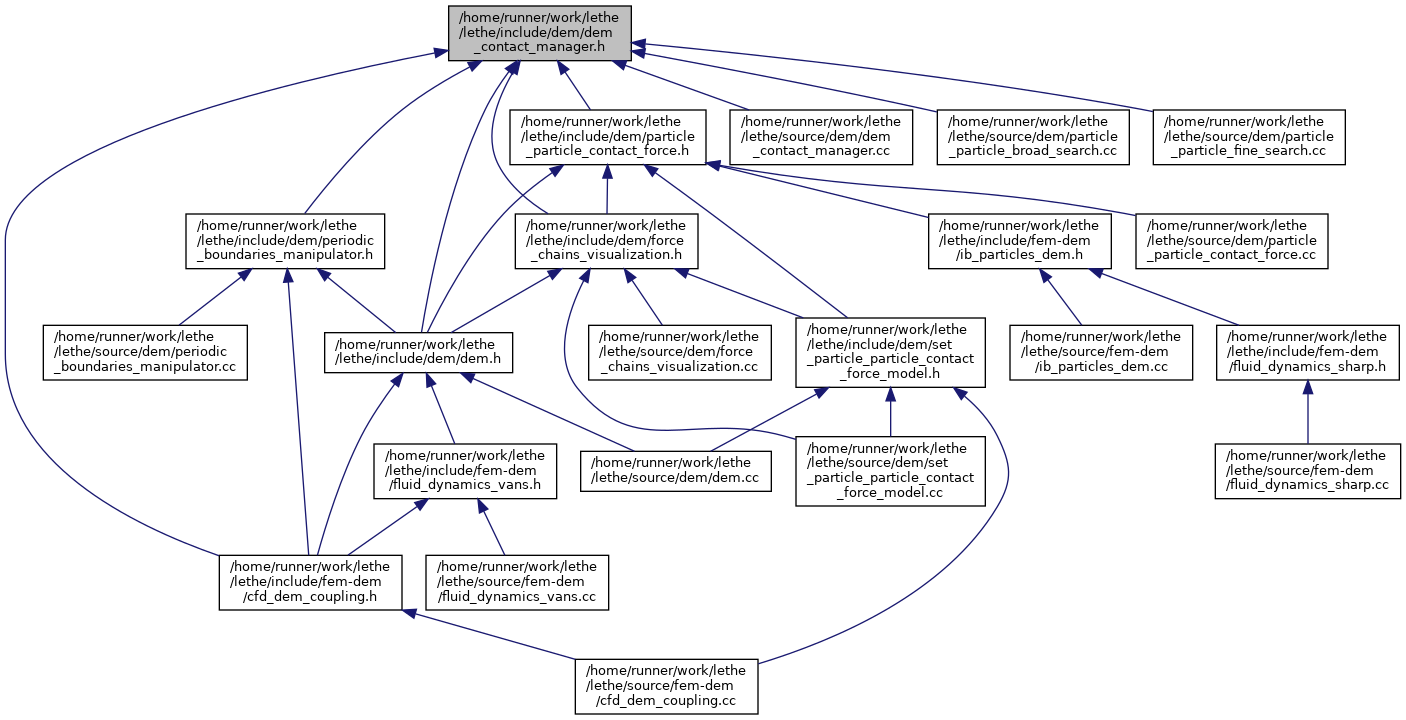 /home/runner/work/lethe
/lethe/include/dem/dem
_contact_manager.h
/home/runner/work/lethe
/lethe/include/dem/particle
_particle_contact_force.h
/home/runner/work/lethe
/lethe/source/dem/dem
_contact_manager.cc
/home/runner/work/lethe
/lethe/source/dem/particle
_particle_broad_search.cc
/home/runner/work/lethe
/lethe/source/dem/particle
_particle_fine_search.cc
/home/runner/work/lethe
/lethe/include/dem/periodic
_boundaries_manipulator.h
/home/runner/work/lethe
/lethe/include/dem/force
_chains_visualization.h
/home/runner/work/lethe
/lethe/include/fem-dem
/ib_particles_dem.h
/home/runner/work/lethe
/lethe/source/dem/particle
_particle_contact_force.cc
/home/runner/work/lethe
/lethe/source/dem/periodic
_boundaries_manipulator.cc
/home/runner/work/lethe
/lethe/include/dem/dem.h
/home/runner/work/lethe
/lethe/source/dem/force
_chains_visualization.cc
/home/runner/work/lethe
/lethe/include/dem/set
_particle_particle_contact
_force_model.h
/home/runner/work/lethe
/lethe/source/fem-dem
/ib_particles_dem.cc
/home/runner/work/lethe
/lethe/include/fem-dem
/fluid_dynamics_sharp.h
/home/runner/work/lethe
/lethe/include/fem-dem
/fluid_dynamics_vans.h
/home/runner/work/lethe
/lethe/source/dem/dem.cc
/home/runner/work/lethe
/lethe/source/dem/set
_particle_particle_contact
_force_model.cc
/home/runner/work/lethe
/lethe/source/fem-dem
/fluid_dynamics_sharp.cc
/home/runner/work/lethe
/lethe/include/fem-dem
/cfd_dem_coupling.h
/home/runner/work/lethe
/lethe/source/fem-dem
/fluid_dynamics_vans.cc
/home/runner/work/lethe
/lethe/source/fem-dem
/cfd_dem_coupling.cc